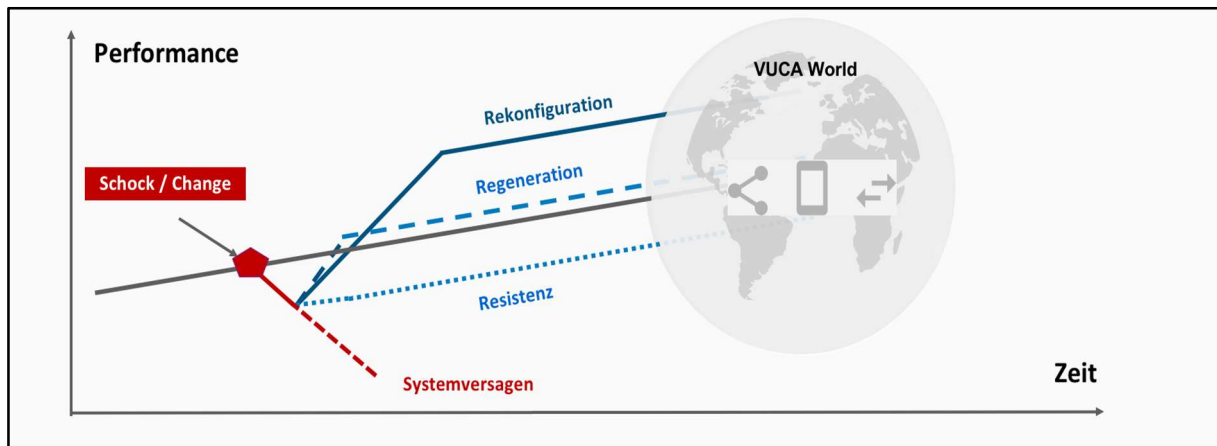 Performance
VUCA World
Rekonfiguration
Schock / Change
Regeneration
Resistenz
Systemversagen
Zeit